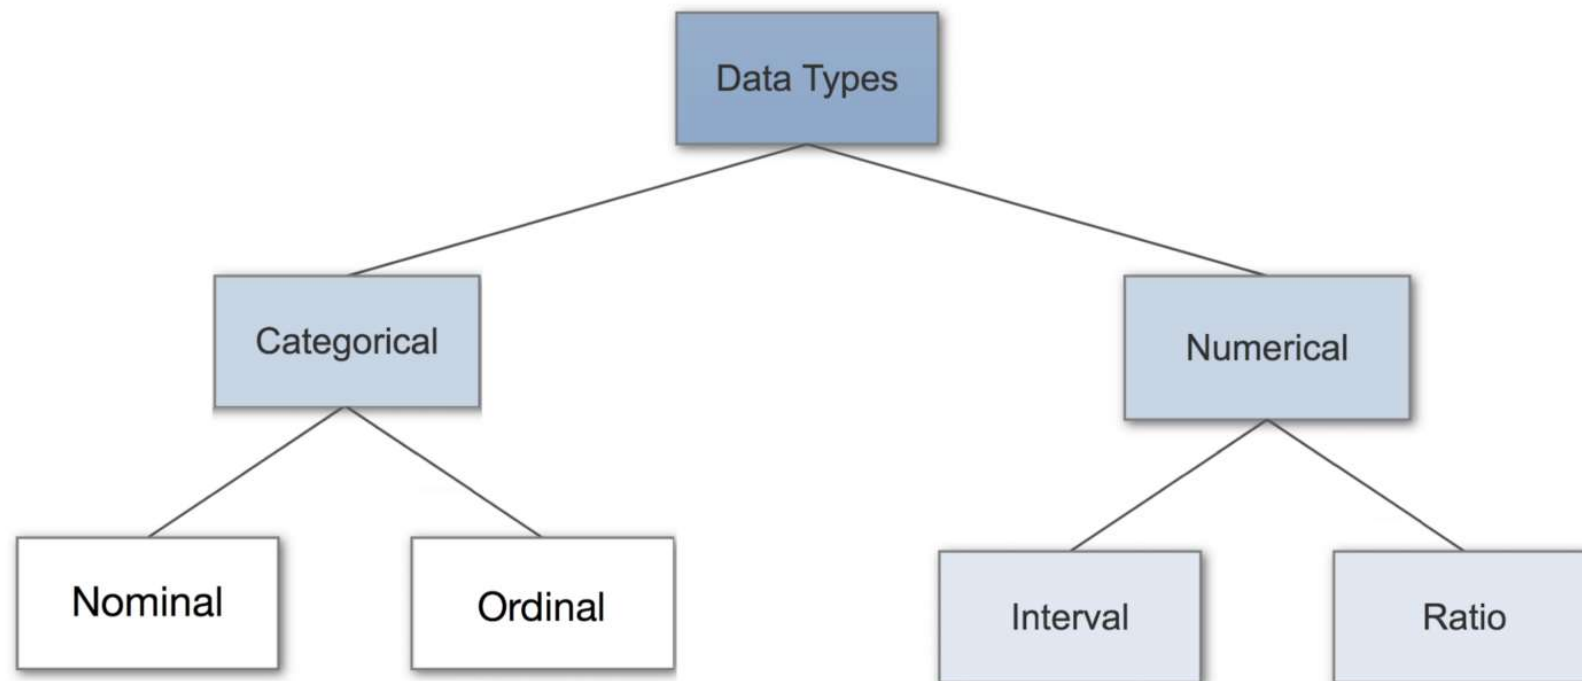 Data Types
Categorical
Numerical
Nominal
Ordinal
Interval
Ratio